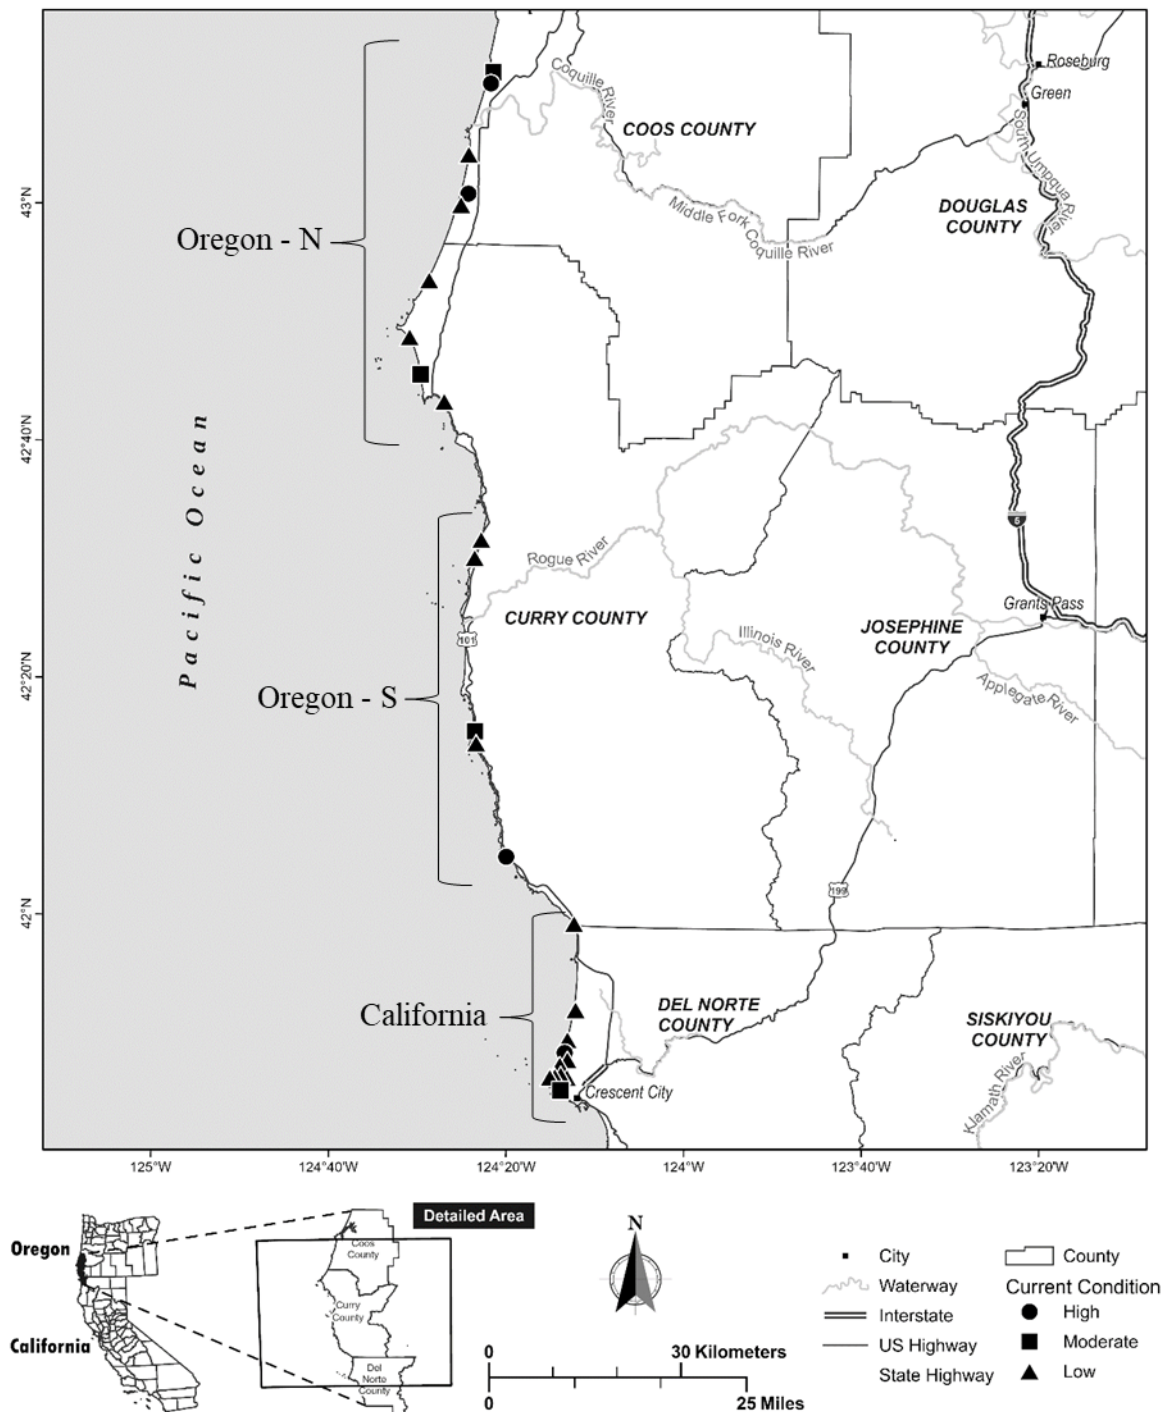 Roseburg
Green
Coquille River
COOS COUNTY
South Umpqua River
43°N
Middle Fork Coquille River
DOUGLAS
COUNTY
Oregon - N
42°40'N
Pacific Ocean
5
Rogue River
Grants Pass
CURRY COUNTY
101
Illinois River
JOSEPHINE
COUNTY
42°20'N
Oregon - S
Applegate River
199
42°N
California
DEL NORTE
COUNTY
SISKIYOU
COUNTY
Klamath River
Crescent City
125°W
124°40'W
124°20'W
124°W
123°40'W
123°20'W
Detailed Area
Oregon
California
Coos
County
Curry
County
Del
Norte
County
N
0 30 Kilometers
0 25 Miles
City
Waterway
Interstate
US Highway
State Highway
County
Current Condition
High
Moderate
Low